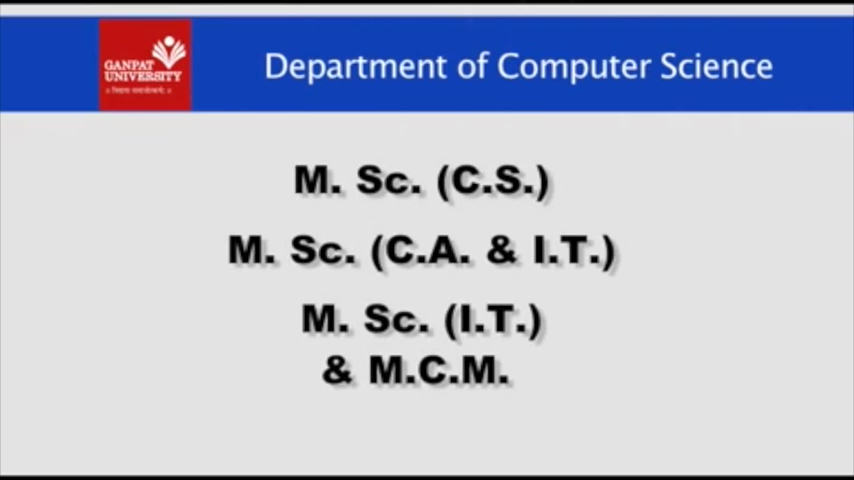 GANPAT
UNIVERSITY
Department of Computer Science
M. Sc. (C.S.)
M. Sc. (C.A. & I.T.)
M. Sc. (I.T.)
& M.C.M.